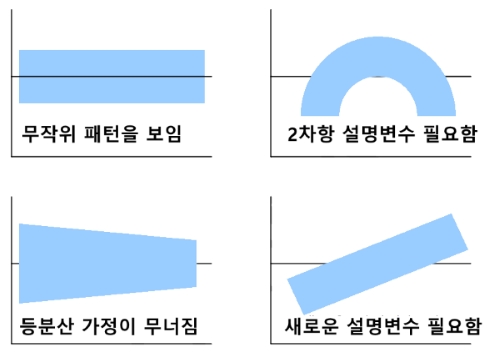 무작위 패턴을 보임
2차항 설명변수 필요함
등분산 가정이 무너짐
새로운 설명변수 필요함